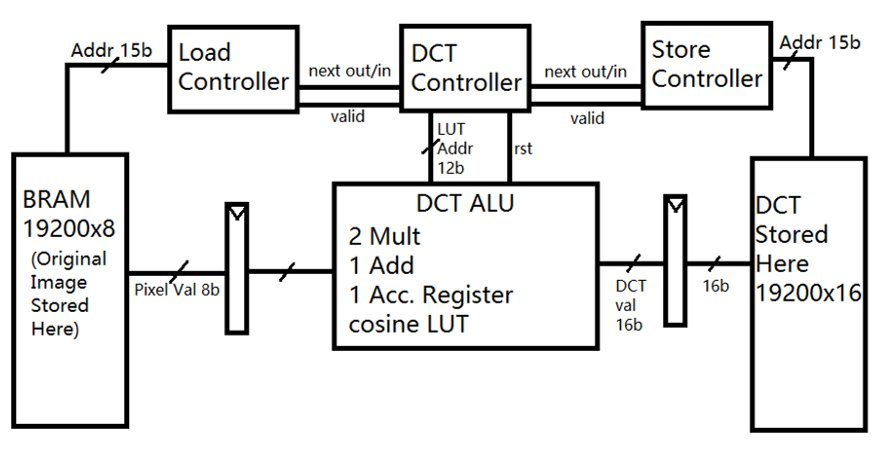 Addr 15b
Load
Controller
next out/in
valid
DCT
Controller
next out/in
valid
Store
Controller
Addr 15b
LUT
Addr
12b
rst
BRAM
19200x8
(Original
Image
Stored
Here)
Pixel Val 8b
DCT ALU
2 Mult
1 Add
1 Acc. Register
cosine LUT
DCT
val
16b
16b
DCT
Stored
Here
19200x16